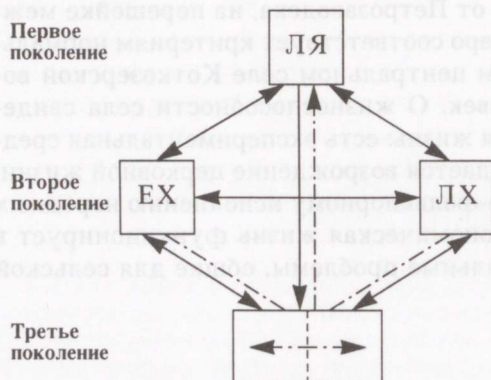 Первое
поколение
ЛЯ
Второе
поколение
ЕХ
ЛХ
Третье
поколение